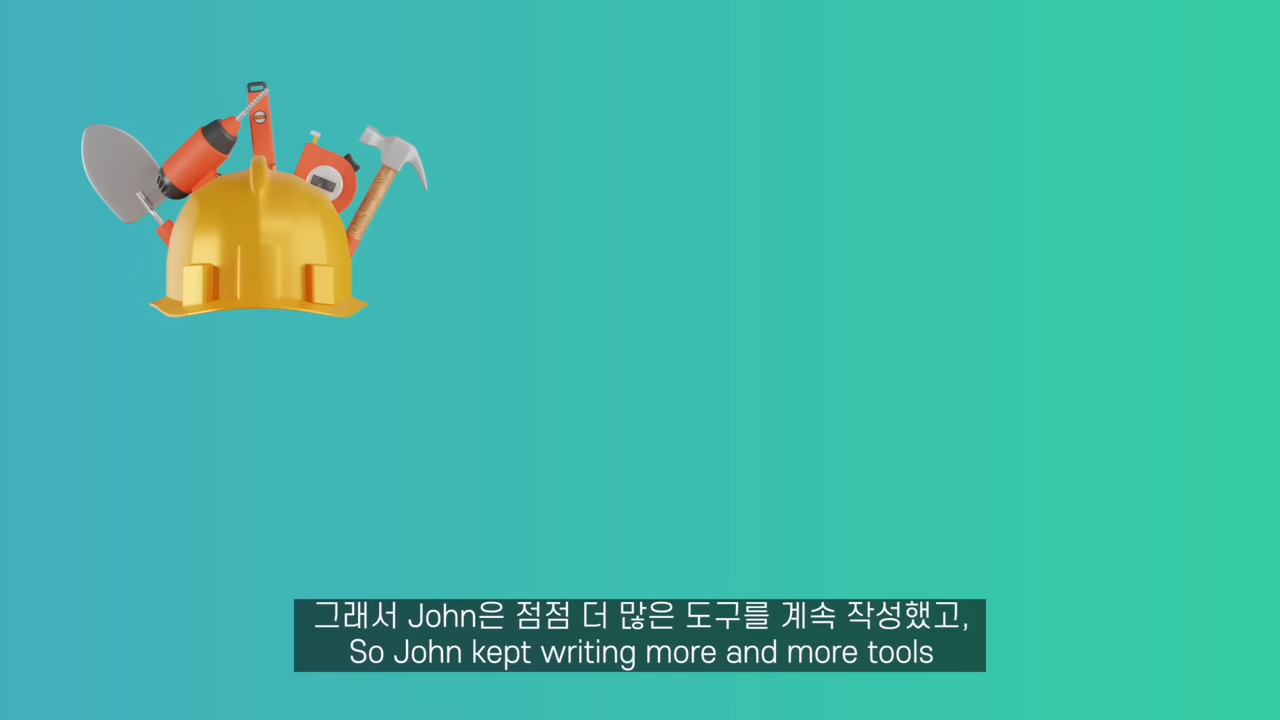 그래서 John은 점점 더 많은 도구를 계속 작성했고,
So John kept writing more and more tools